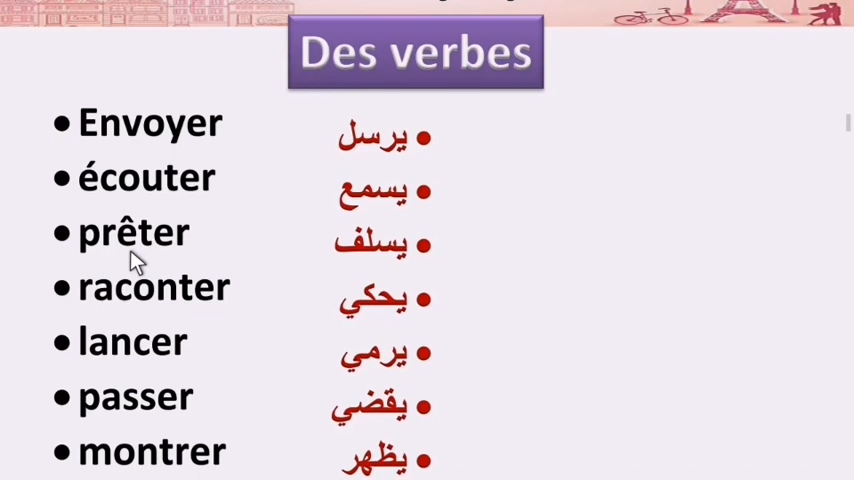 Des verbes
• Envoyer
• يرسل
• écouter
• يسمع
• prêter
• يسلف
• raconter
• يحكي
• lancer
• يرمي
• passer
• يقضي
• montrer
• يظهر